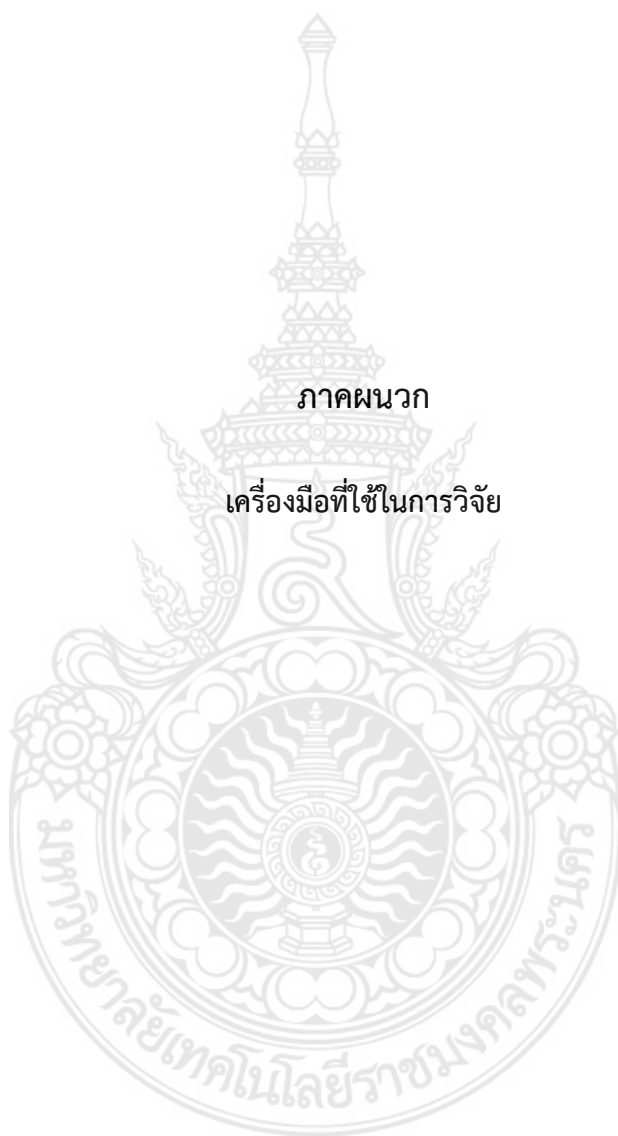 ภาคผนวก
เครื่องมือที่ใช้ในการวิจัย
มหาวิทยาลัยเทคโนโลยีราชมงคลพระนคร